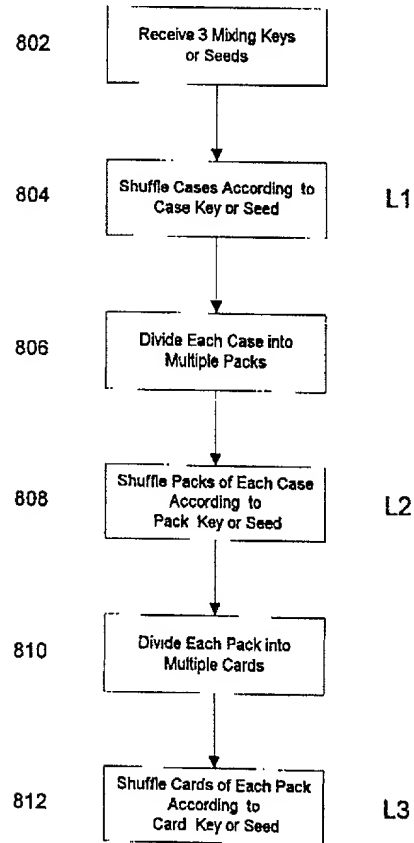 802
Receive 3 Mixing Keys
or Seeds
804
Shuffle Cases According to
Case Key or Seed
L1
806
Divide Each Case into
Multiple Packs
808
Shuffle Packs of Each Case
According to
Pack Key or Seed
L2
810
Divide Each Pack into
Multiple Cards
812
Shuffle Cards of Each Pack
According to
Card Key or Seed
L3